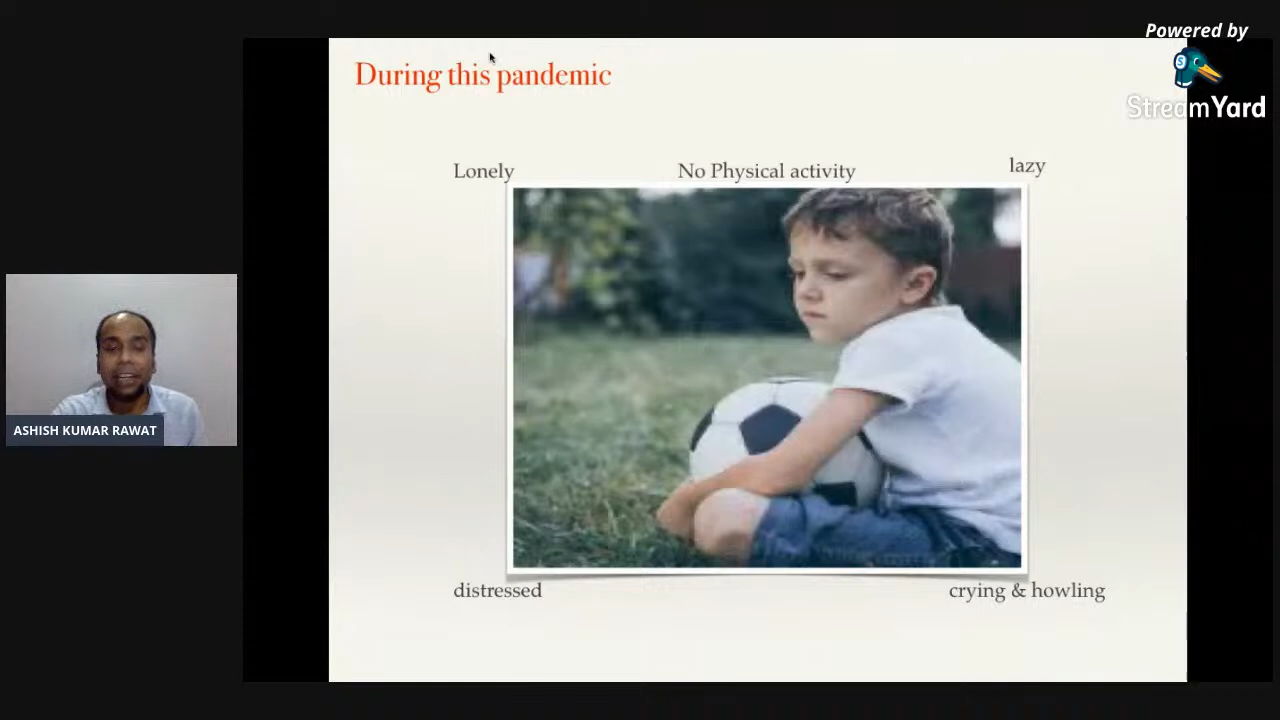 Powered by
StreamYard
During this pandemic
Lonely
No Physical activity
lazy
ASHISH KUMAR RAWAT
distressed
crying & howling